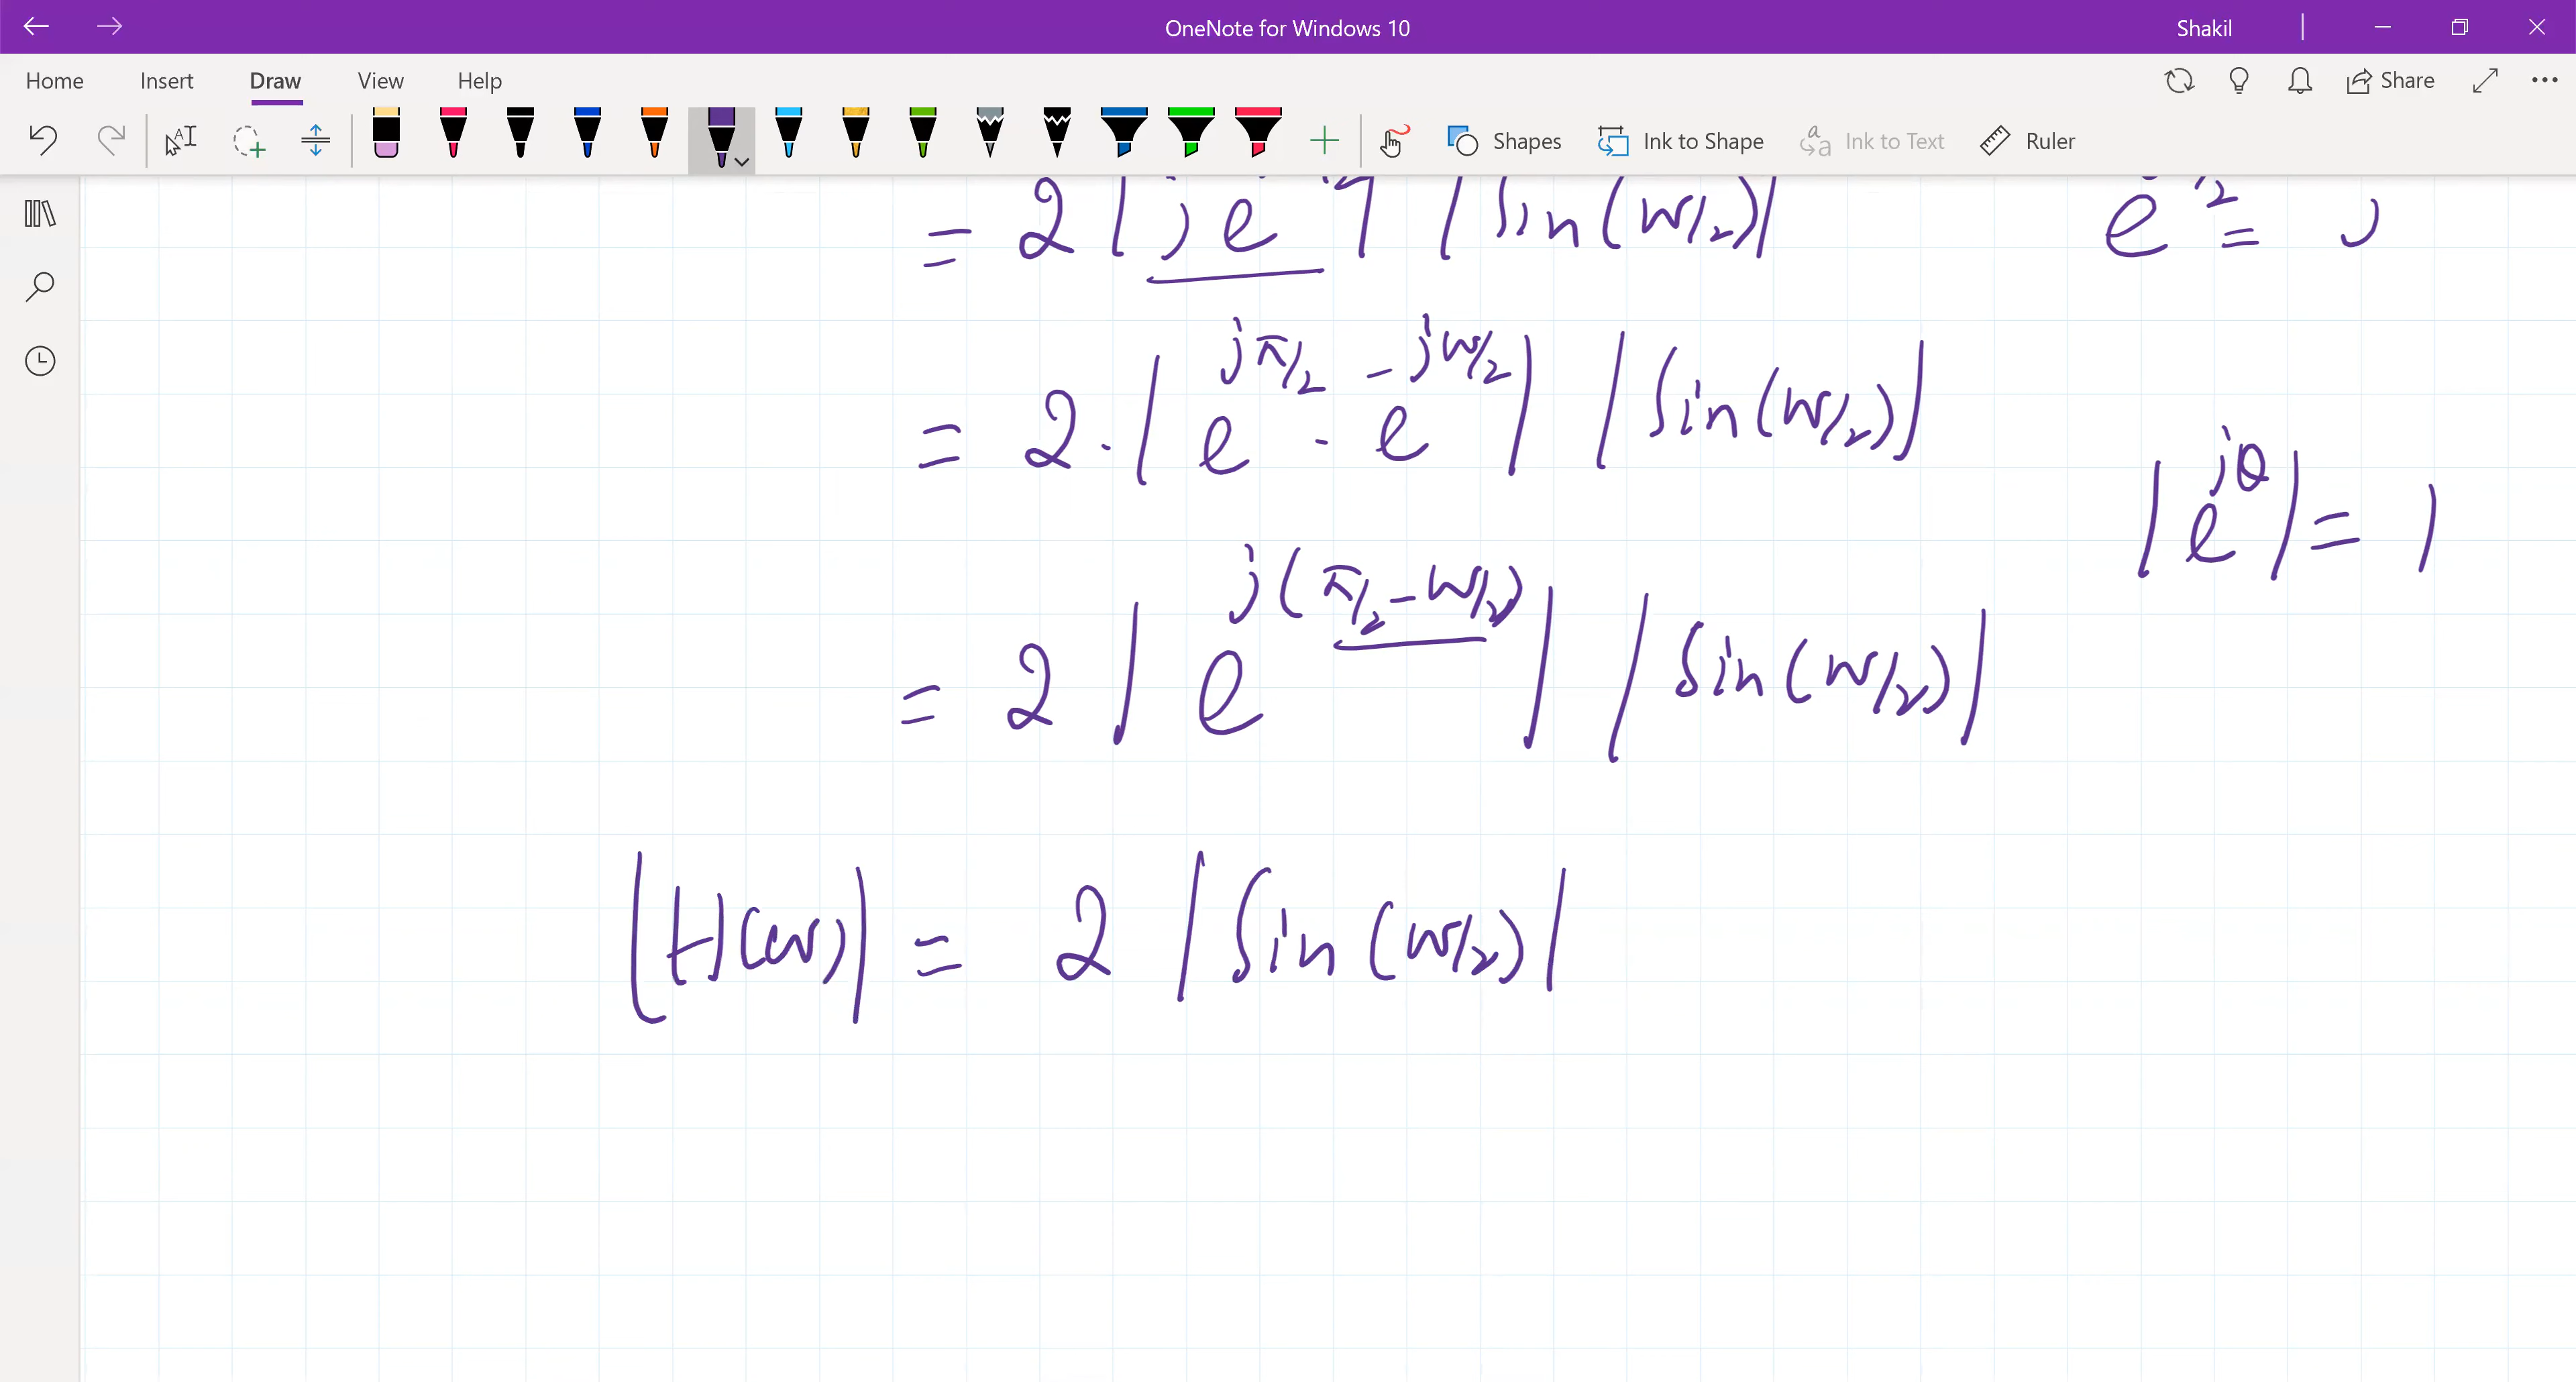 OneNote for Windows 10
Shakil
Home Insert Draw View Help
Share
Shapes Ink to Shape Ink to Text Ruler
= 2 | j e | | sin(w/2) |
e /2 = j
= 2 · | e^(jπ/2) · e^(-jw/2) | | sin(w/2) |
| e^(jθ) | = 1
= 2 | e^(j(π/2 - w/2)) | | sin(w/2) |
| H(w) | = 2 | sin(w/2) |